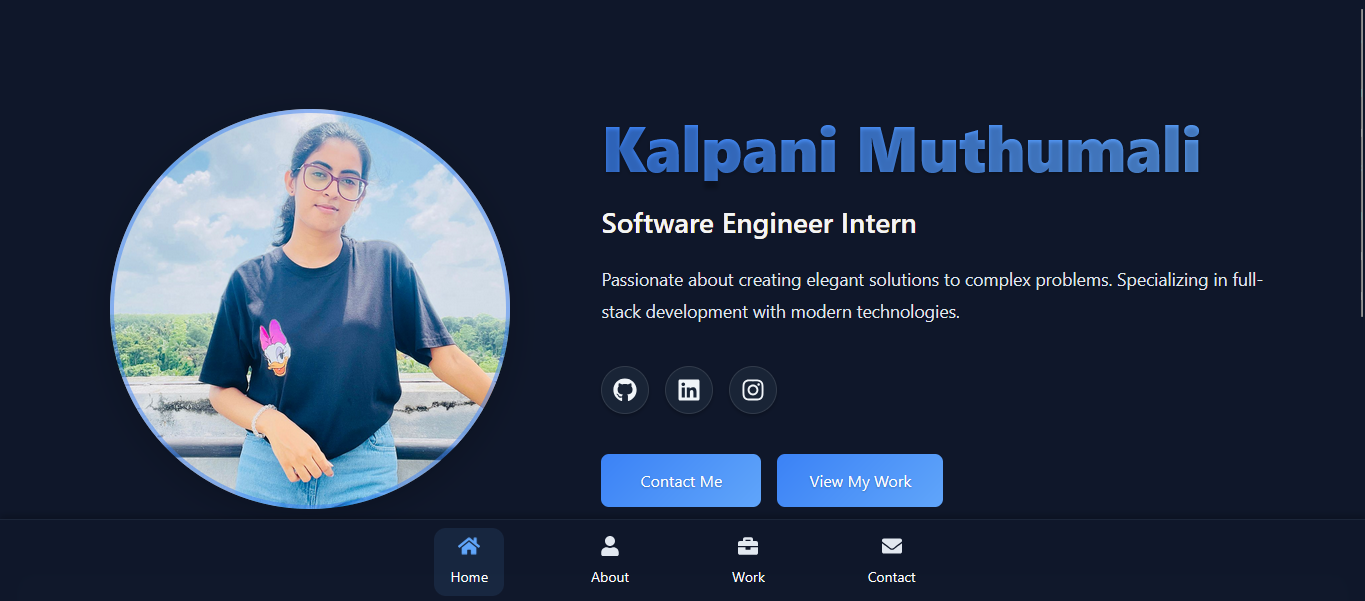 Kalpani Muthumali
Software Engineer Intern
Passionate about creating elegant solutions to complex problems. Specializing in full-
stack development with modern technologies.
in
Contact Me
View My Work
Home
About
Work
Contact